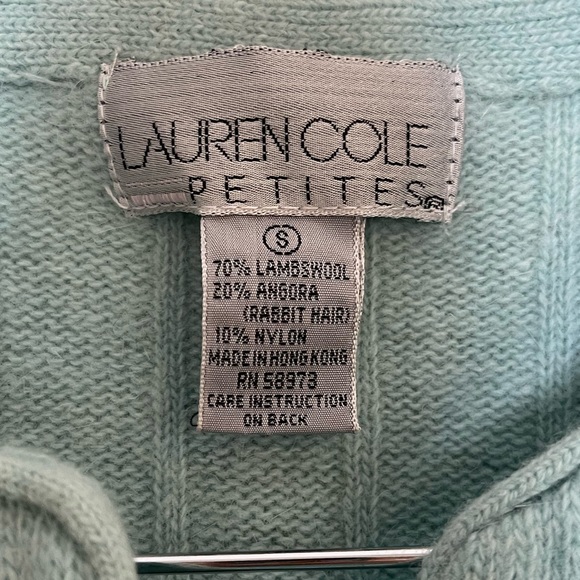 LAUREN COLE
PETITES®
S
70% LAMBSWOOL
20% ANGORA
(RABBIT HAIR)
10% NYLON
MADE IN HONG KONG
RN 58973
CARE INSTRUCTION
ON BACK